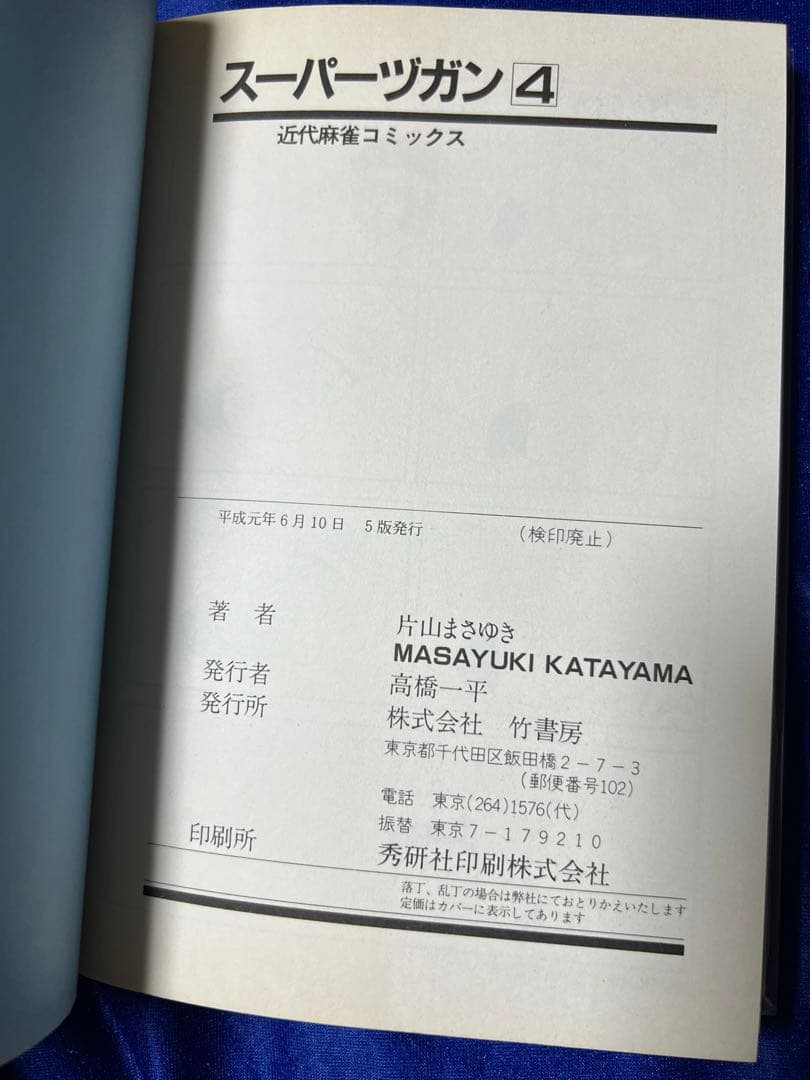 スーパーヅガン 4
近代麻雀コミックス
平成元年6月10日 5版発行 (検印廃止)
著者 片山まさゆき
MASAYUKI KATAYAMA
発行者 高橋一平
発行所 株式会社 竹書房
東京都千代田区飯田橋2-7-3
(郵便番号102)
電話 東京(264)1576(代)
振替 東京7-179210
印刷所 秀研社印刷株式会社
落丁、乱丁の場合は弊社にておとりかえいたします
定価はカバーに表示してあります